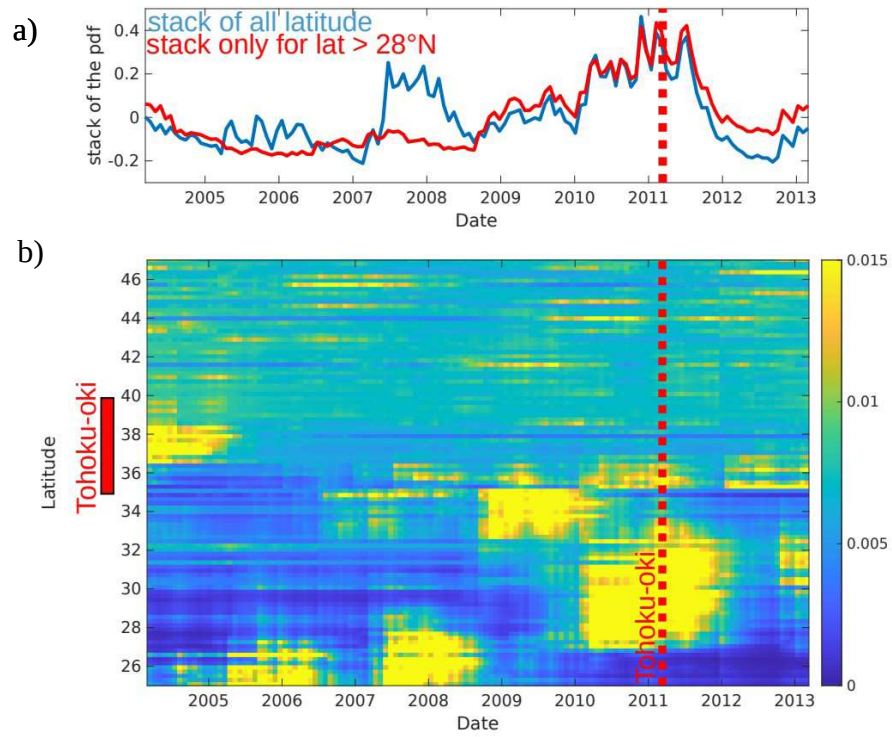 a)
stack of all latitude
stack only for lat > 28°N
stack of the pdf
0.4
0.2
0
-0.2
2005 2006 2007 2008 2009 2010 2011 2012 2013
Date
b)
Tohoku-oki
Latitude
46
44
42
40
38
36
34
32
30
28
26
Tohoku-oki
2005 2006 2007 2008 2009 2010 2011 2012 2013
Date
0.015
0.01
0.005
0